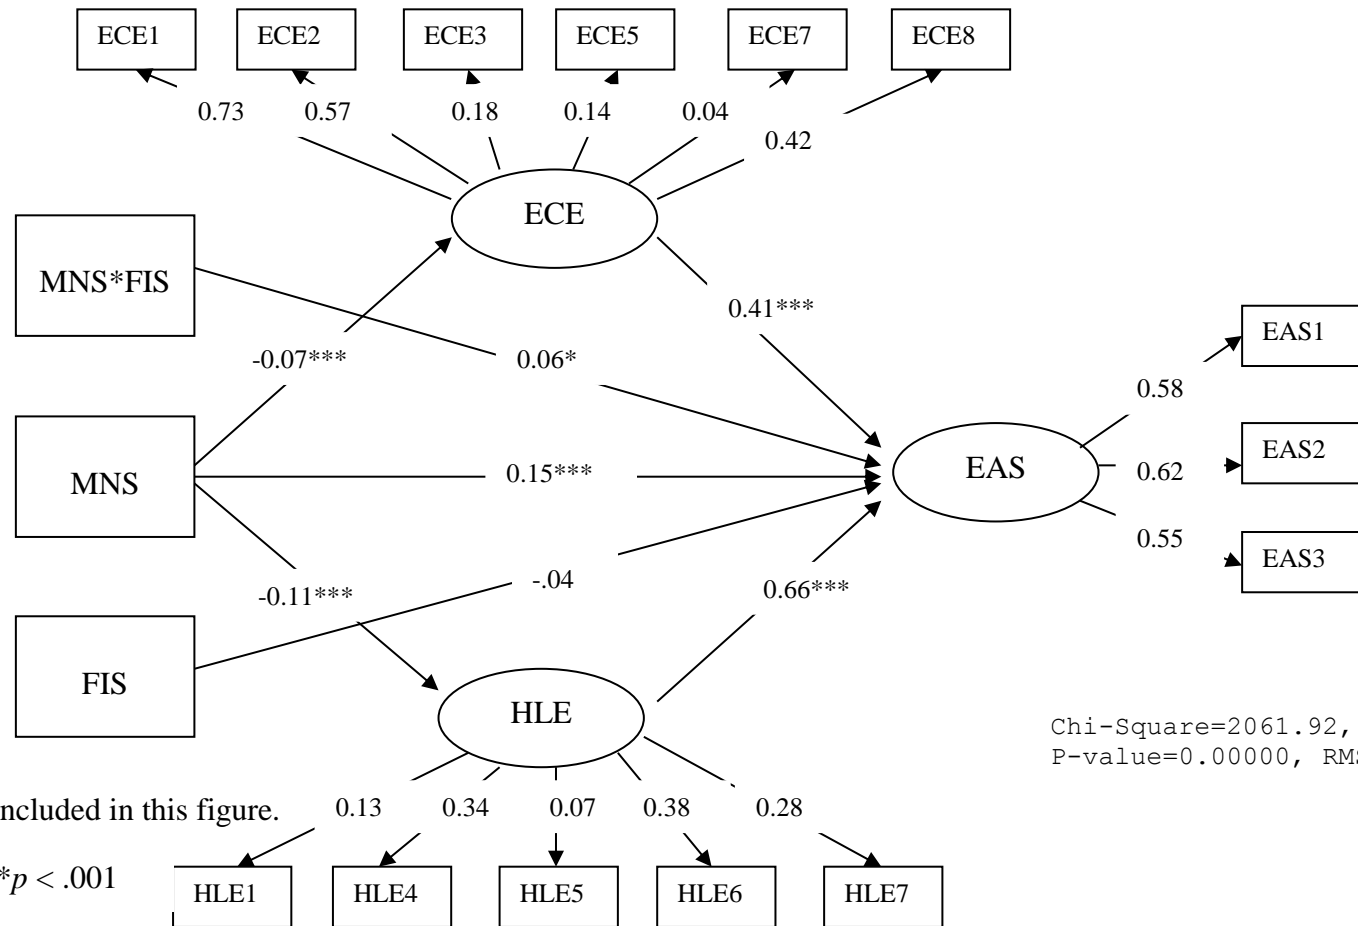 ECE1 ECE2 ECE3 ECE5 ECE7 ECE8
0.73 0.57 0.18 0.14 0.04
0.42
ECE
MNS*FIS
0.41***
EAS1
-0.07*** 0.06*
0.58
EAS2
MNS 0.15*** EAS 0.62
0.55
EAS3
-.04
-0.11*** 0.66***
FIS
HLE
Chi-Square=2061.92,
P-value=0.00000, RMS
ncluded in this figure.
0.13 0.34 0.07 0.38 0.28
*p < .001
HLE1 HLE4 HLE5 HLE6 HLE7